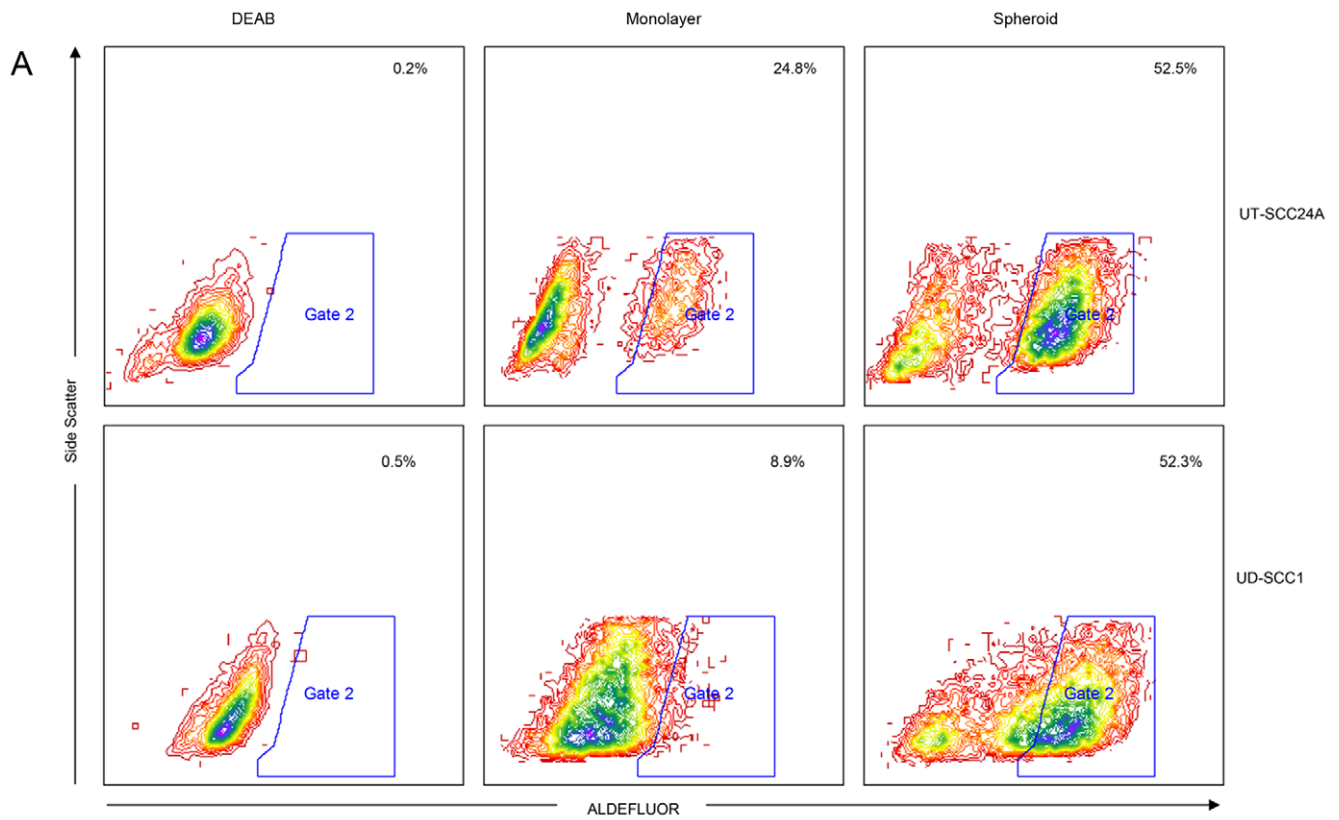 DEAB Monolayer Spheroid
A
0.2% 24.8% 52.5%
UT-SCC24A
Gate 2 Gate 2 Gate 2
Side Scatter
0.5% 8.9% 52.3%
UD-SCC1
Gate 2 Gate 2 Gate 2
ALDEFLUOR